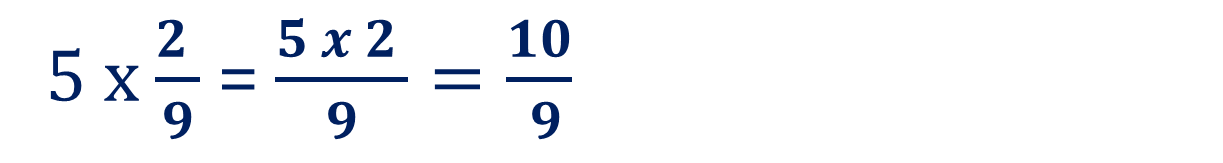 5 x 2/9 = 5 x 2/9 = 10/9